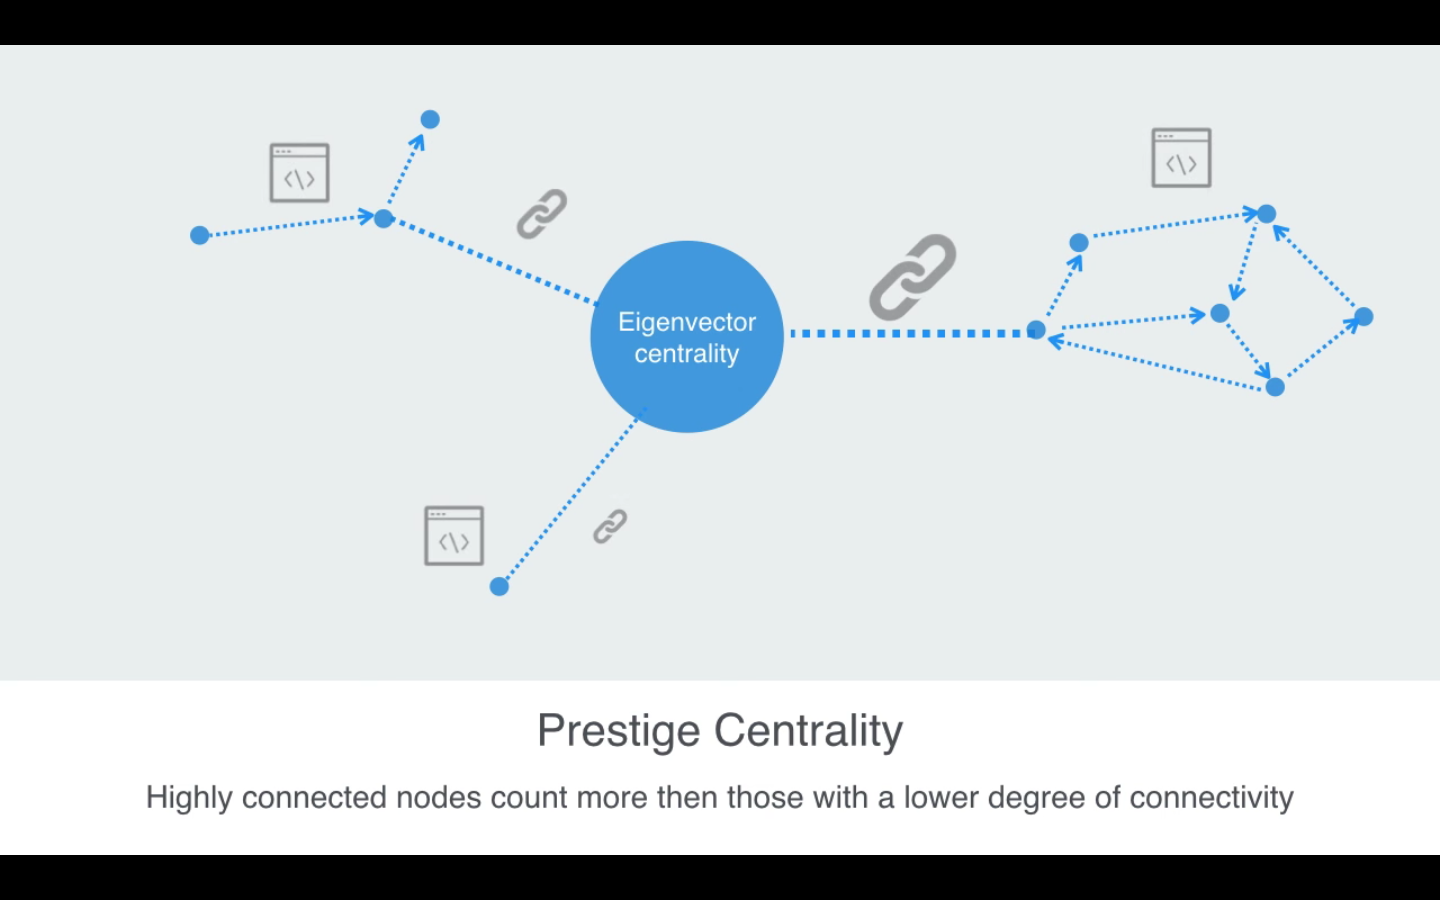 Eigenvector
centrality
Prestige Centrality
Highly connected nodes count more then those with a lower degree of connectivity